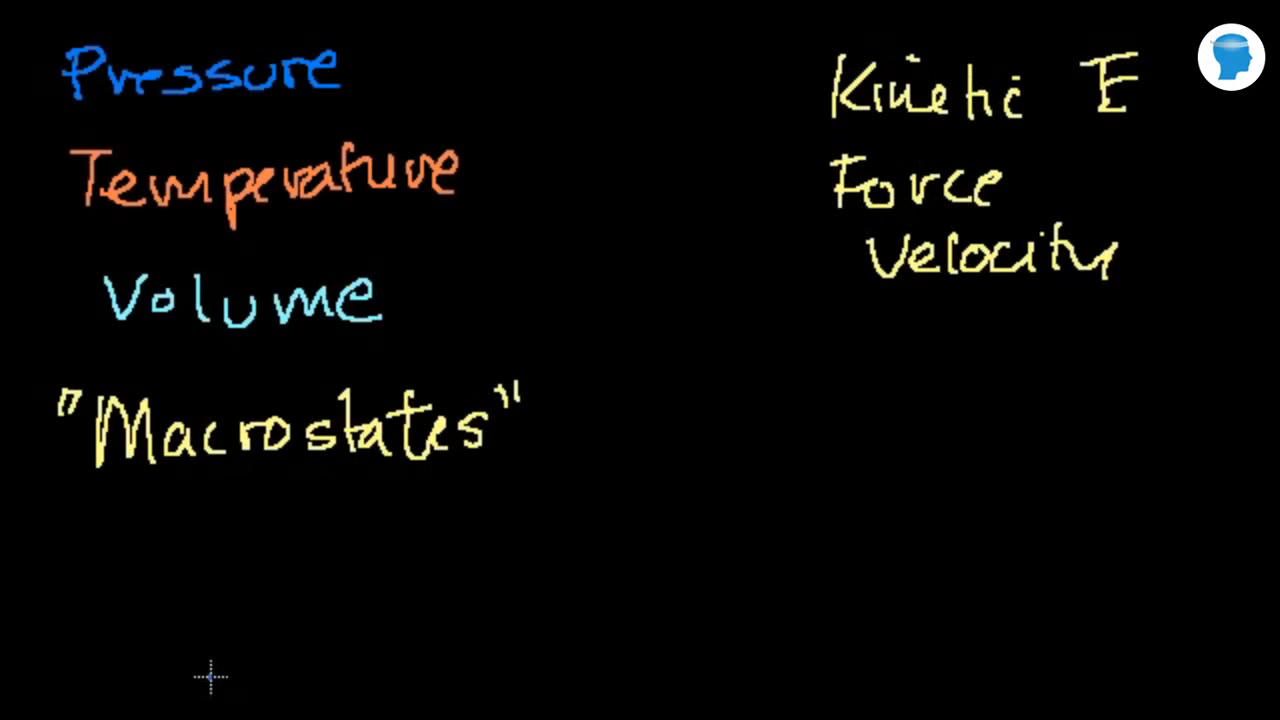 Pressure
Temperature
Volume
"Macrostates"
Kinetic E
Force
Velocity